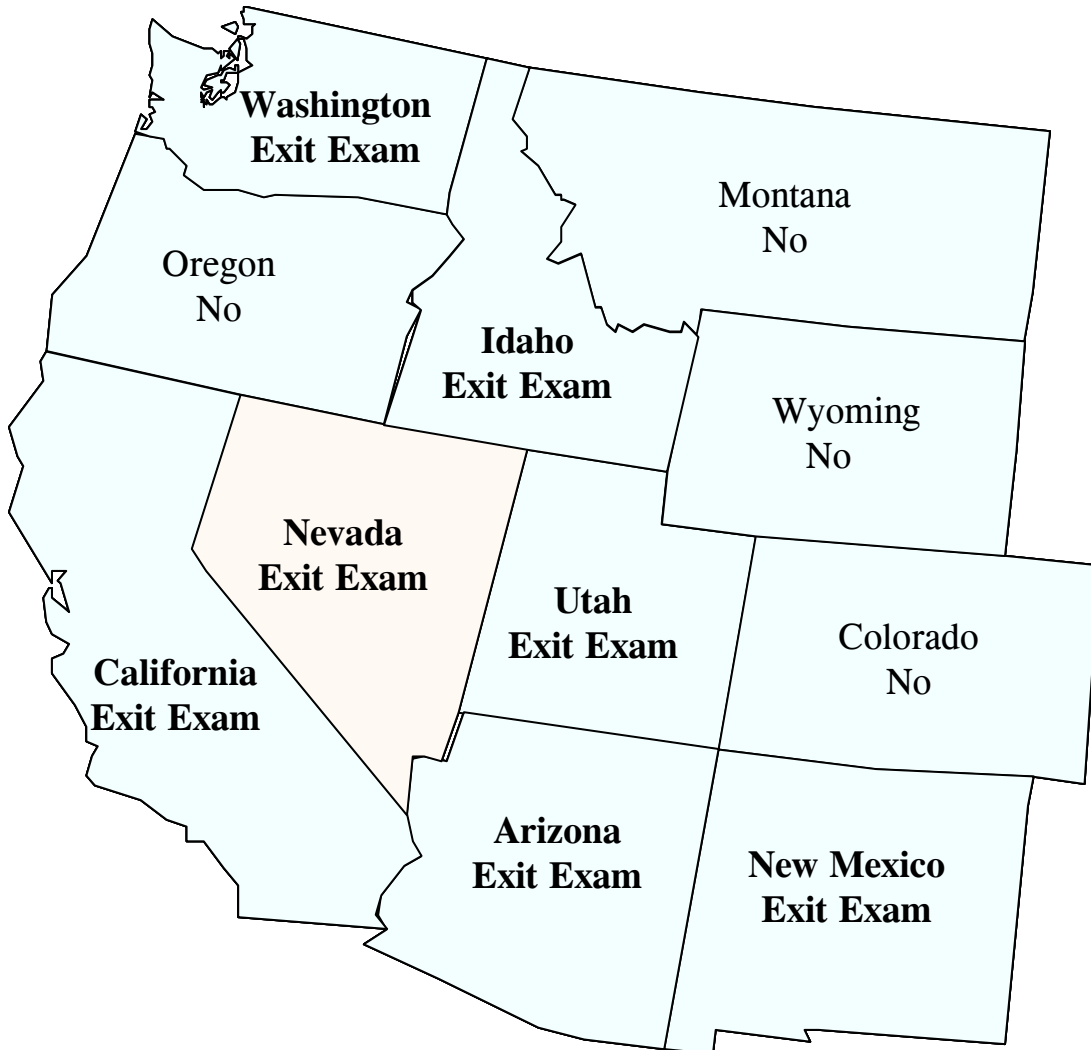 Washington
Exit Exam
Montana
No
Oregon
No
Idaho
Exit Exam
Wyoming
No
Nevada
Exit Exam
Utah
Exit Exam
Colorado
No
California
Exit Exam
Arizona
Exit Exam
New Mexico
Exit Exam